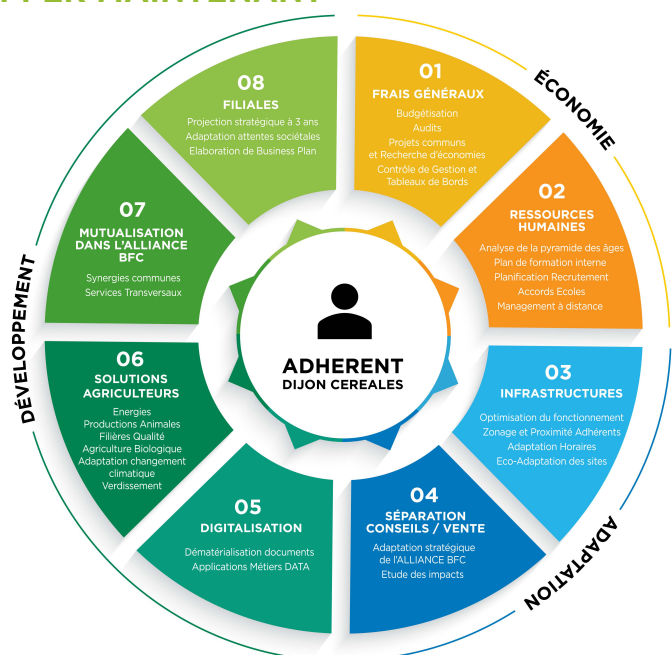 MAINTENANT
ÉCONOMIE
01
FRAIS GÉNÉRAUX
Budgétisation
Audits
Projets communs
et Recherche d'économies
Contrôle de Gestion et
Tableaux de Bords
02
RESSOURCES
HUMAINES
Analyse de la pyramide des âges
Plan de formation interne
Planification Recrutement
Accords Ecoles
Management à distance
03
INFRASTRUCTURES
Optimisation du fonctionnement
Zonage et Proximité Adhérents
Adaptation Horaires
Eco-Adaptation des sites
ADAPTATION
04
SÉPARATION
CONSEILS / VENTE
Adaptation stratégique
de l'ALLIANCE BFC
Etude des impacts
05
DIGITALISATION
Dématérialisation documents
Applications Métiers DATA
06
SOLUTIONS
AGRICULTEURS
Energies
Productions Animales
Filières Qualité
Agriculture Biologique
Adaptation changement
climatique
Verdissement
DÉVELOPPEMENT
07
MUTUALISATION
DANS L'ALLIANCE
BFC
Synergies communes
Services Transversaux
08
FILIALES
Projection stratégique à 3 ans
Adaptation attentes sociétales
Elaboration de Business Plan
ADHERENT
DIJON CEREALES